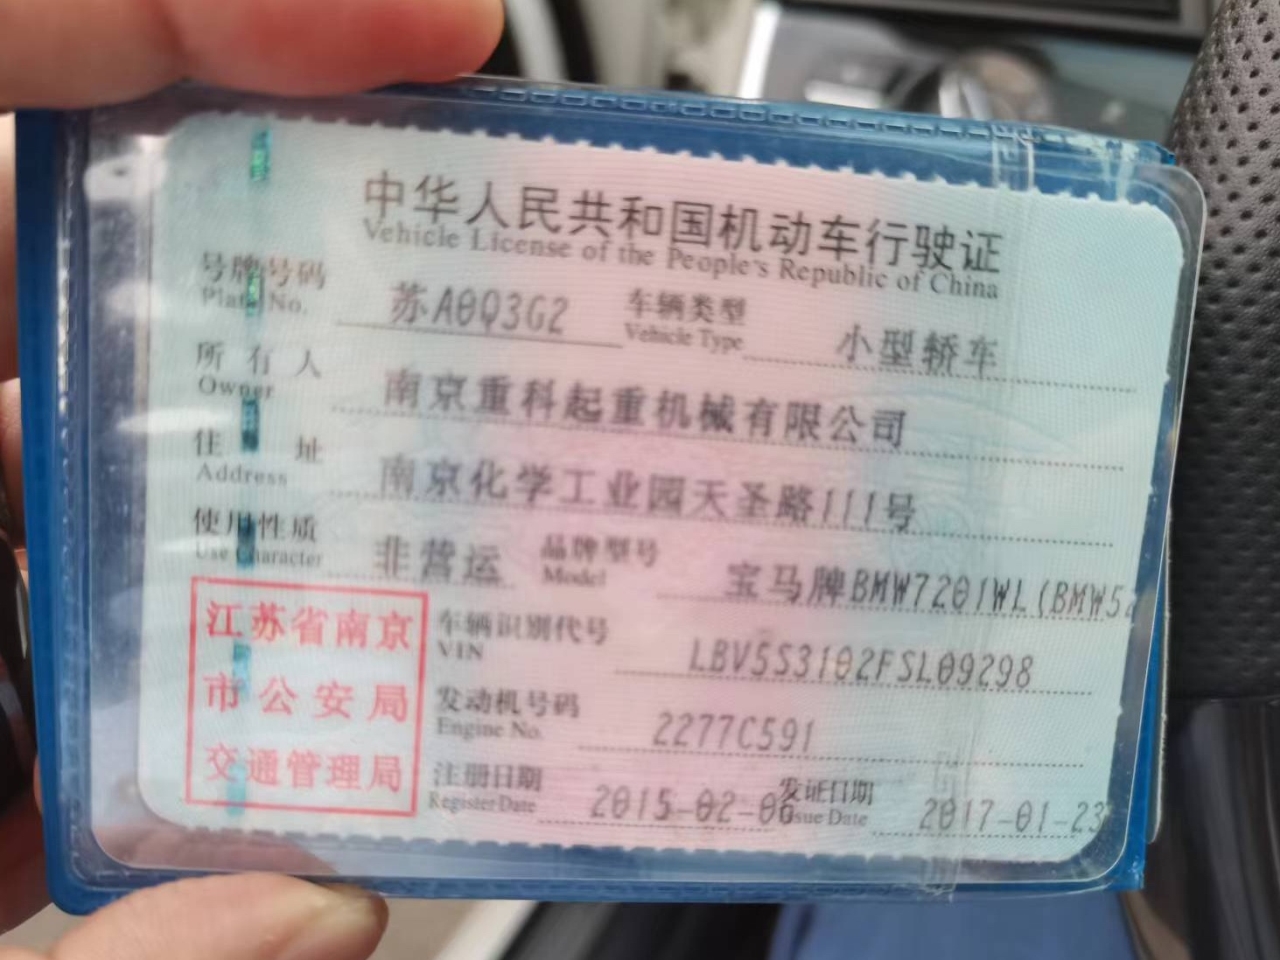 中华人民共和国机动车行驶证
Vehicle License of the People's Republic of China
号牌号码 苏A0Q3G2 车辆类型 小型轿车
Plate No. Vehicle Type
所有人 南京重科起重机械有限公司
Owner
住址 南京化学工业园天圣路111号
Address
使用性质 非营运 品牌型号 宝马牌BMW7201WL(BMW52
Use Character Model
江苏省南京
市公安局
交通管理局
车辆识别代号 LBV5S3102FSL09298
VIN
发动机号码 2277C591
Engine No.
注册日期 2015-02-06 发证日期 2017-01-23
Register Date Issue Date